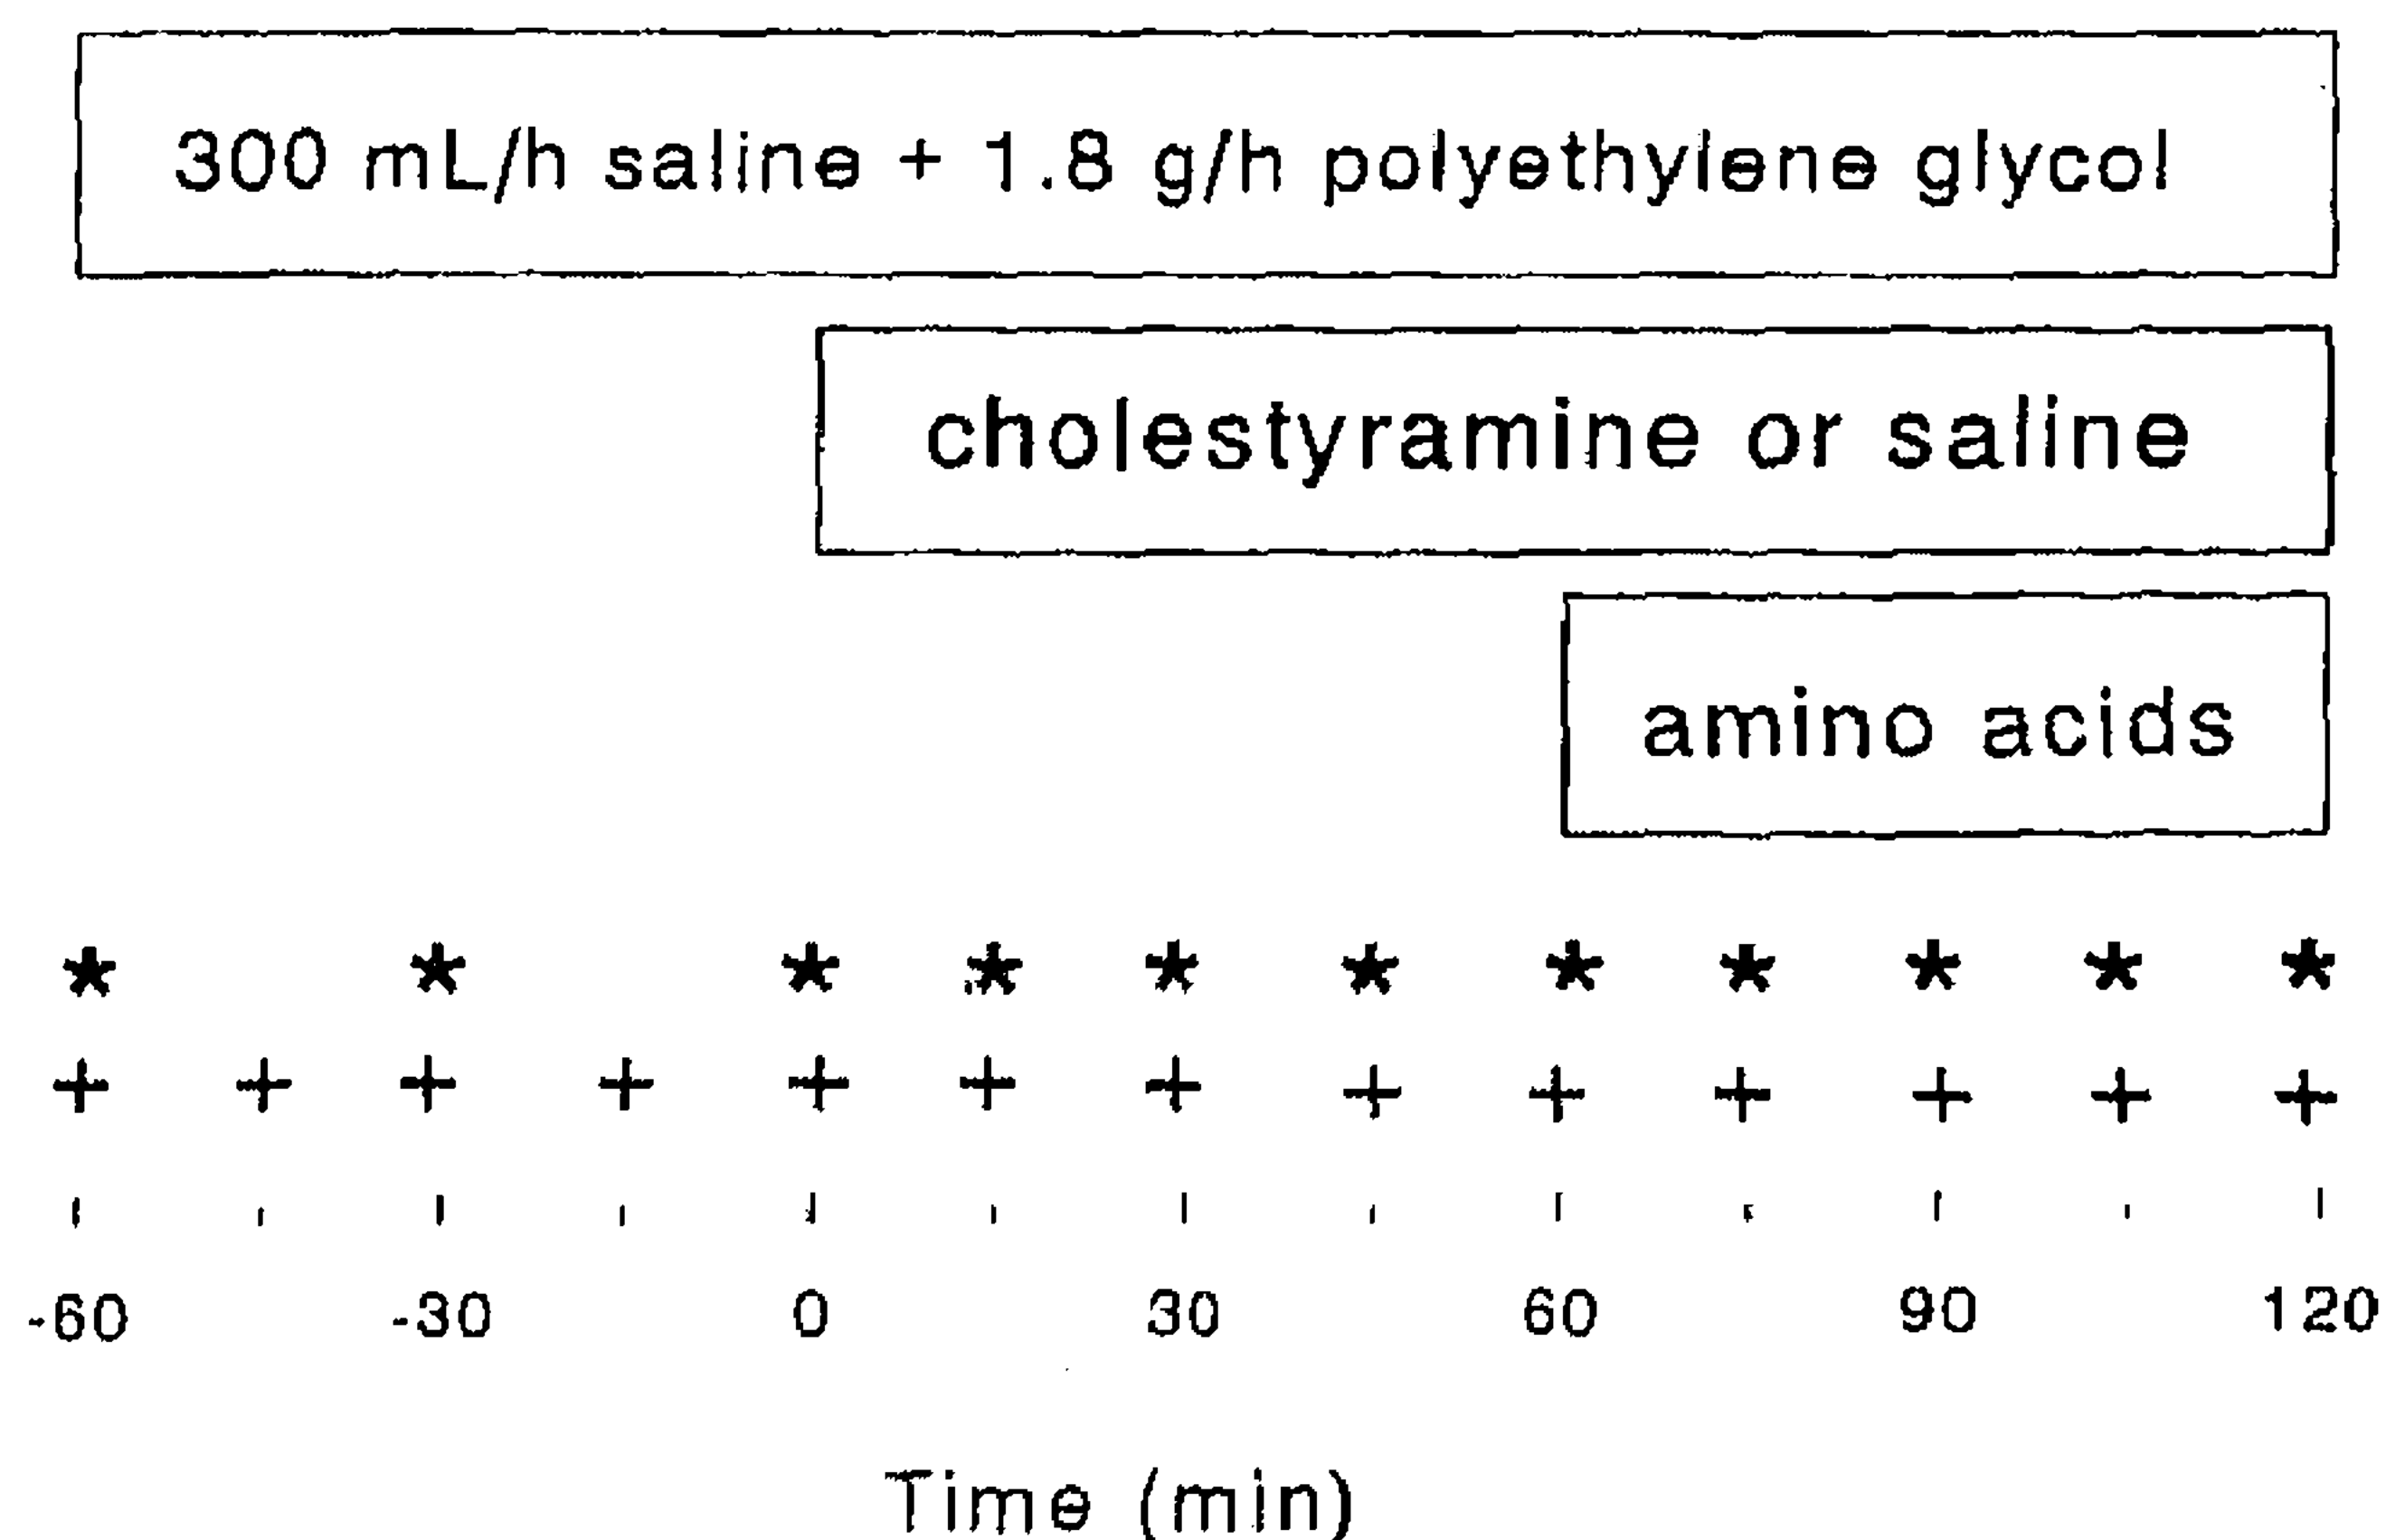 300 mL/h saline + 1.8 g/h polyethylene glycol
cholestyramine or saline
amino acids
* * * * * * * * * * *
+ + + + + + + + + + + + +
-60 -30 0 30 60 90 120
Time (min)